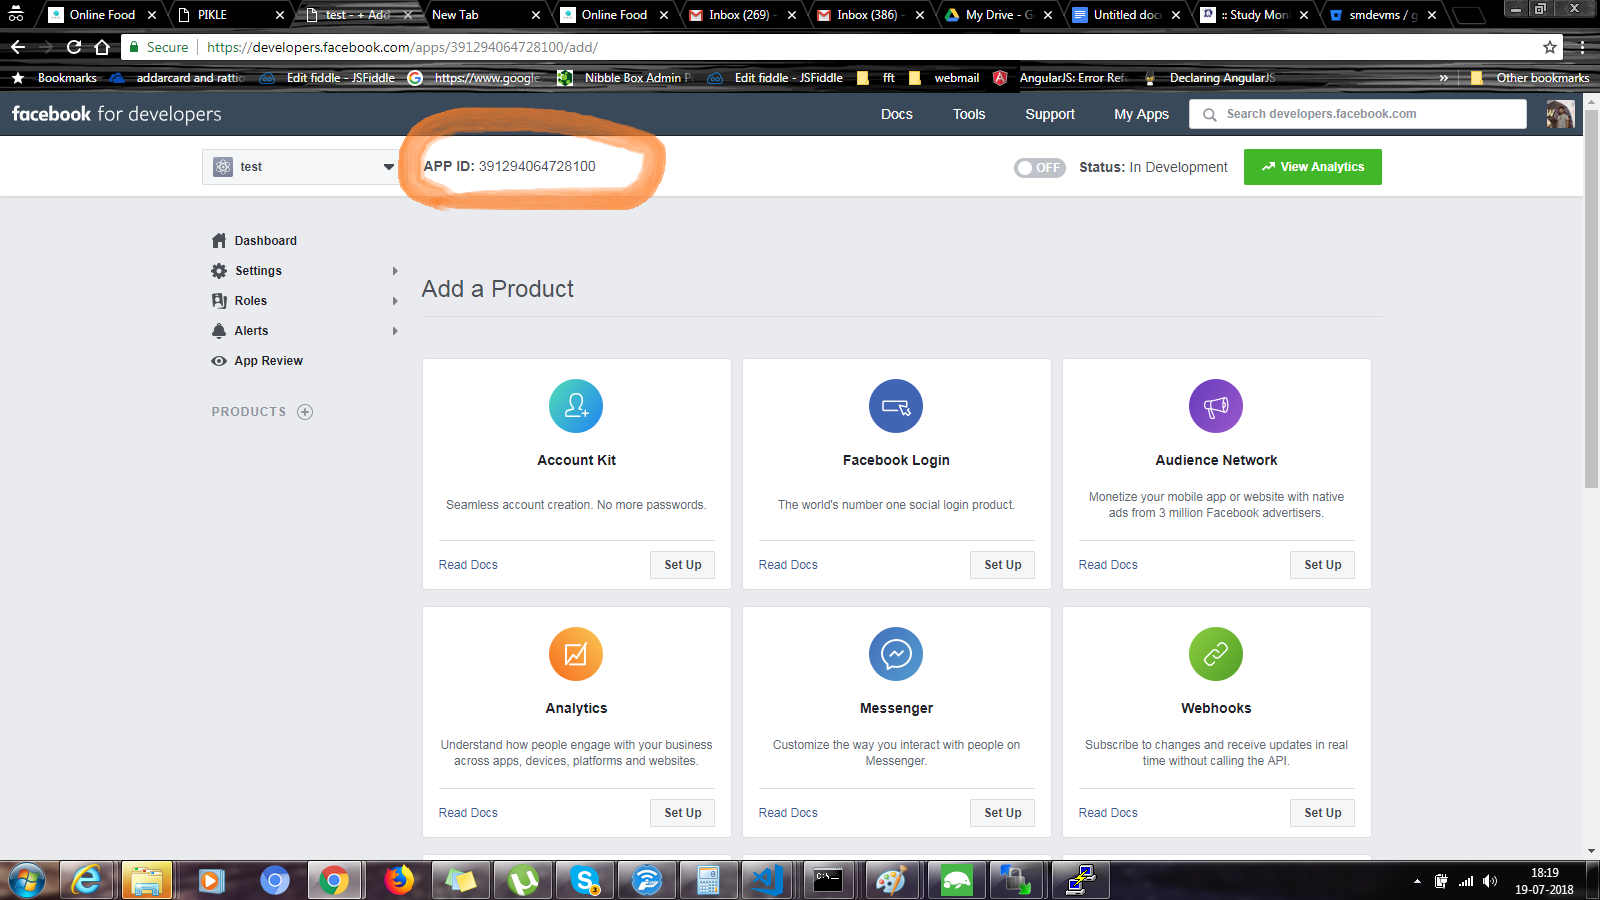 Online Food
PIKLE
test - + Add
New Tab
Online Food
Inbox (269) -
Inbox (386) -
My Drive - G
Untitled doc
:: Study Moni
smdevms / g
Secure
https://developers.facebook.com/apps/391294064728100/add/
Bookmarks
addarcard and rattic
Edit fiddle - JSFiddle
https://www.google
Nibble Box Admin P
Edit fiddle - JSFiddle
fft
webmail
AngularJS: Error Refe
Declaring AngularJS
»
Other bookmarks
facebook for developers
Docs
Tools
Support
My Apps
Search developers.facebook.com
test
APP ID: 391294064728100
OFF
Status: In Development
View Analytics
Dashboard
Settings
Roles
Alerts
App Review
PRODUCTS
Add a Product
Account Kit
Seamless account creation. No more passwords.
Read Docs
Set Up
Facebook Login
The world's number one social login product.
Read Docs
Set Up
Audience Network
Monetize your mobile app or website with native
ads from 3 million Facebook advertisers.
Read Docs
Set Up
Analytics
Understand how people engage with your business
across apps, devices, platforms and websites.
Read Docs
Set Up
Messenger
Customize the way you interact with people on
Messenger.
Read Docs
Set Up
Webhooks
Subscribe to changes and receive updates in real
time without calling the API.
Read Docs
Set Up
18:19
19-07-2018